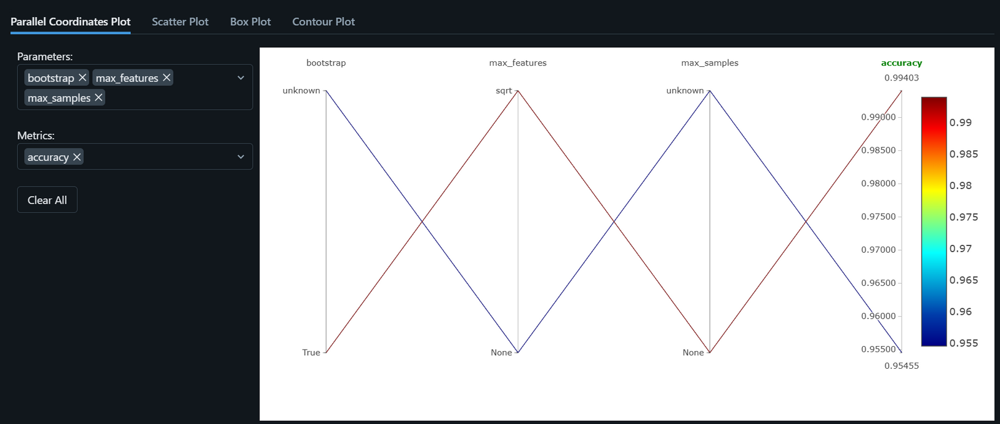 Parallel Coordinates Plot Scatter Plot Box Plot Contour Plot
Parameters:
bootstrap × max_features ×
max_samples ×
Metrics:
accuracy ×
Clear All
bootstrap max_features max_samples accuracy
0.99403
unknown sqrt unknown
0.99000
0.98500
0.98000
0.97500
0.97000
0.96500
0.96000
0.95500
True None None
0.95455
0.99
0.985
0.98
0.975
0.97
0.965
0.96
0.955